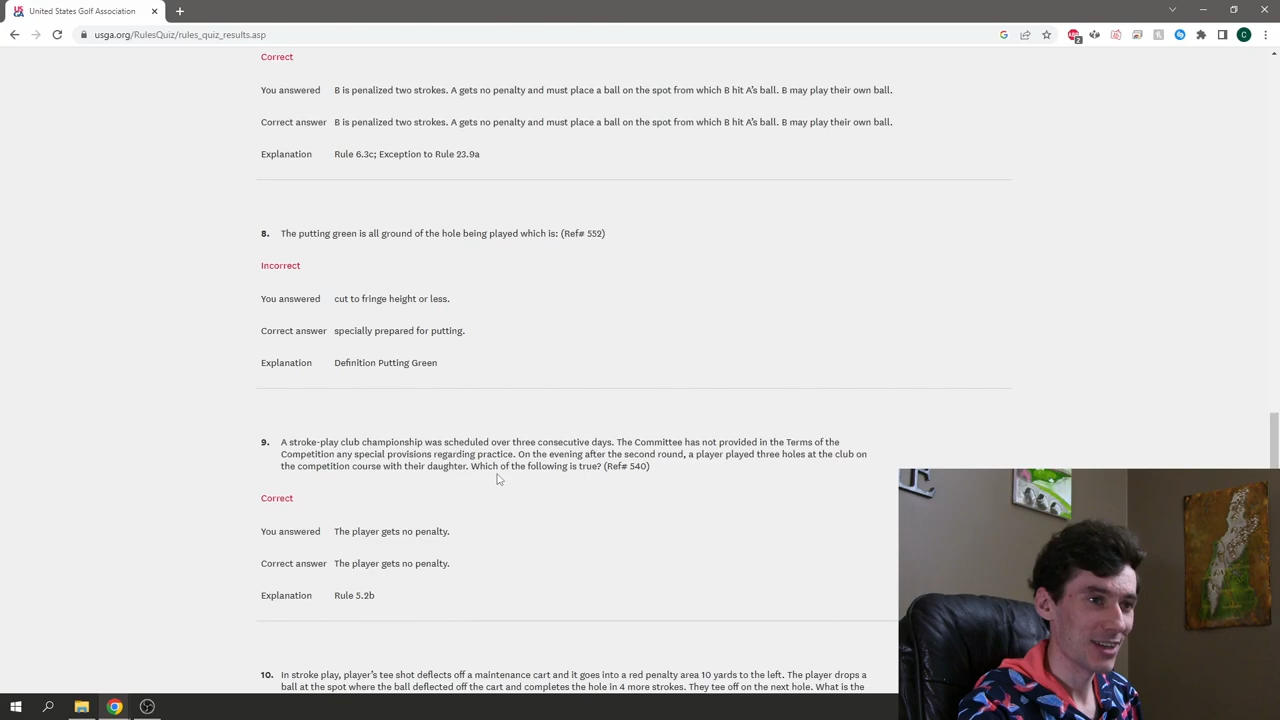 United States Golf Association
usga.org/RulesQuiz/rules_quiz_results.asp
Correct
You answered B is penalized two strokes. A gets no penalty and must place a ball on the spot from which B hit A's ball. B may play their own ball.
Correct answer B is penalized two strokes. A gets no penalty and must place a ball on the spot from which B hit A's ball. B may play their own ball.
Explanation Rule 6.3c; Exception to Rule 23.9a
8. The putting green is all ground of the hole being played which is: (Ref# 552)
Incorrect
You answered cut to fringe height or less.
Correct answer specially prepared for putting.
Explanation Definition Putting Green
9. A stroke-play club championship was scheduled over three consecutive days. The Committee has not provided in the Terms of the
Competition any special provisions regarding practice. On the evening after the second round, a player played three holes at the club on
the competition course with their daughter. Which of the following is true? (Ref# 540)
Correct
You answered The player gets no penalty.
Correct answer The player gets no penalty.
Explanation Rule 5.2b
10. In stroke play, player's tee shot deflects off a maintenance cart and it goes into a red penalty area 10 yards to the left. The player drops a
ball at the spot where the ball deflected off the cart and completes the hole in 4 more strokes. They tee off on the next hole. What is the